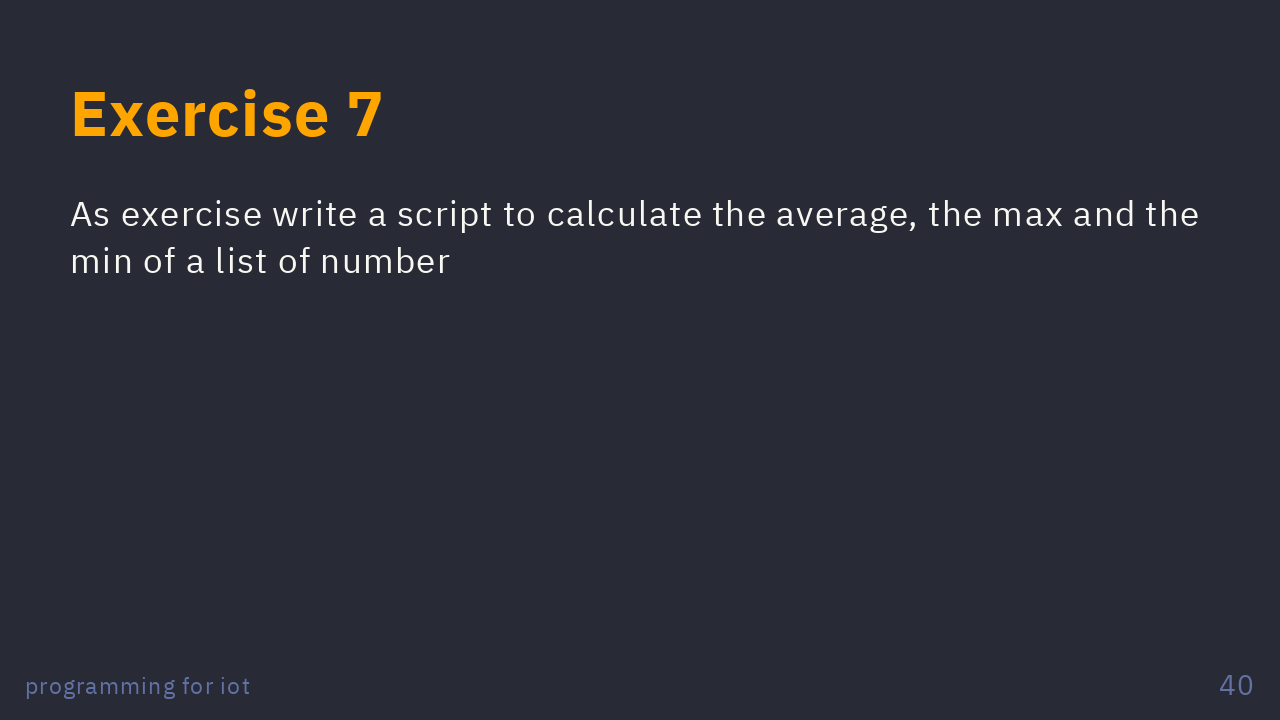 Exercise 7
As exercise write a script to calculate the average, the max and the
min of a list of number
programming for iot
40